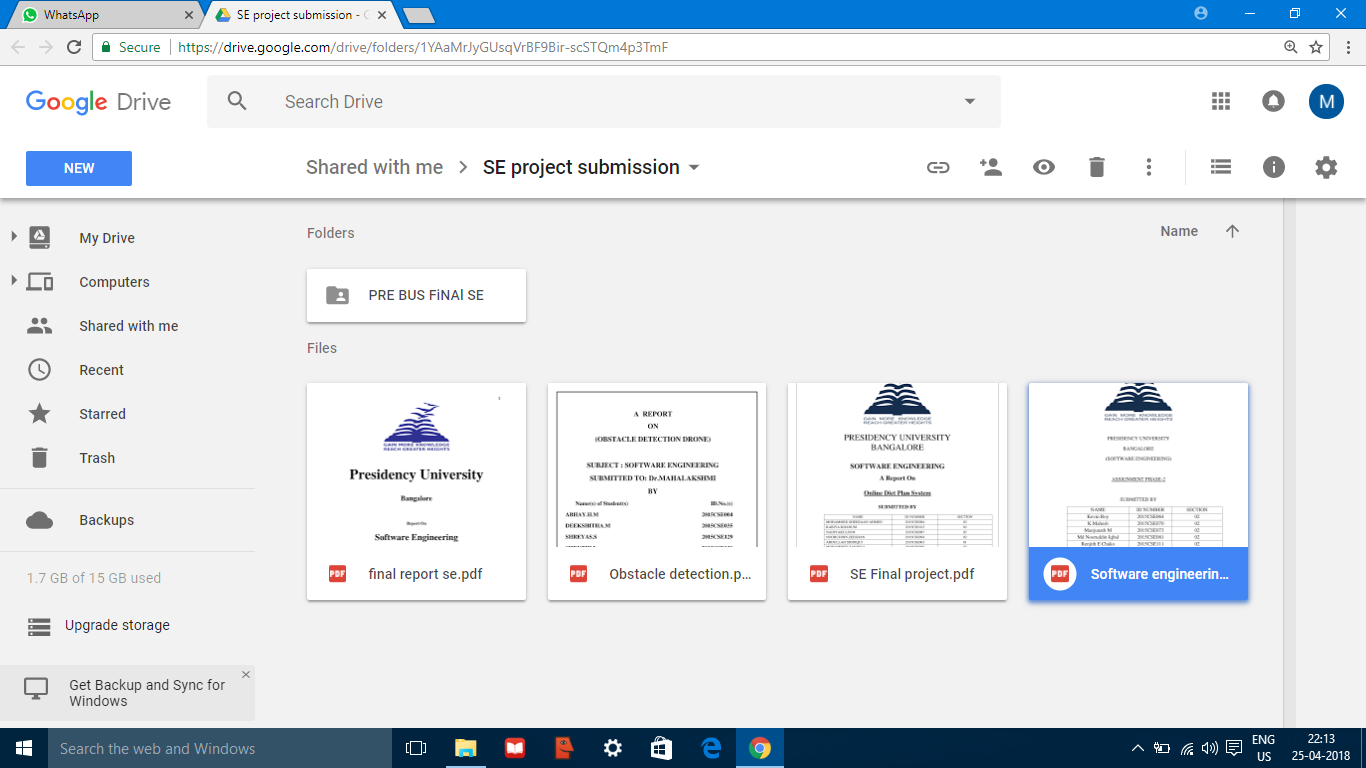 WhatsApp
SE project submission - G
Secure
https://drive.google.com/drive/folders/1YAaMrJyGUsqVrBF9Bir-scSTQm4p3TmF
Google Drive
Search Drive
M
NEW
Shared with me > SE project submission
My Drive
Computers
Shared with me
Recent
Starred
Trash
Backups
1.7 GB of 15 GB used
Upgrade storage
Get Backup and Sync for
Windows
Folders
Name
PRE BUS FiNAl SE
Files
GAIN MORE KNOWLEDGE
REACH GREATER HEIGHTS
Presidency University
Bangalore
Report On
Software Engineering
PDF final report se.pdf
A REPORT
ON
(OBSTACLE DETECTION DRONE)
SUBJECT : SOFTWARE ENGINEERING
SUBMITTED TO: Dr.MAHALAKSHMI
BY
Name(s) of Student(s) ID.No.(s)
ABHAY.H.M 2015CSE004
DEEKSHITHA.M 2015CSE035
SHREYAS.S 2015CSE129
PDF Obstacle detection.p...
GAIN MORE KNOWLEDGE
REACH GREATER HEIGHTS
PRESIDENCY UNIVERSITY
BANGALORE
SOFTWARE ENGINEERING
A Report On
Online Diet Plan System
SUBMITTED BY
NAME ID NUMBER SECTION
PDF SE Final project.pdf
GAIN MORE KNOWLEDGE
REACH GREATER HEIGHTS
PRESIDENCY UNIVERSITY
BANGALORE
(SOFTWARE ENGINEERING)
ASSIGNMENT PHASE-2
SUBMITTED BY
NAME ID NUMBER SECTION
Kevin Roy 2015CSE064 02
K Mahesh 2015CSE070 02
Manjunath M 2015CSE073 02
Md Nooruddin Iqbal 2015CSE081 02
Renjith E Chako 2015CSE111 02
PDF Software engineerin...
Search the web and Windows
ENG
US
22:13
25-04-2018